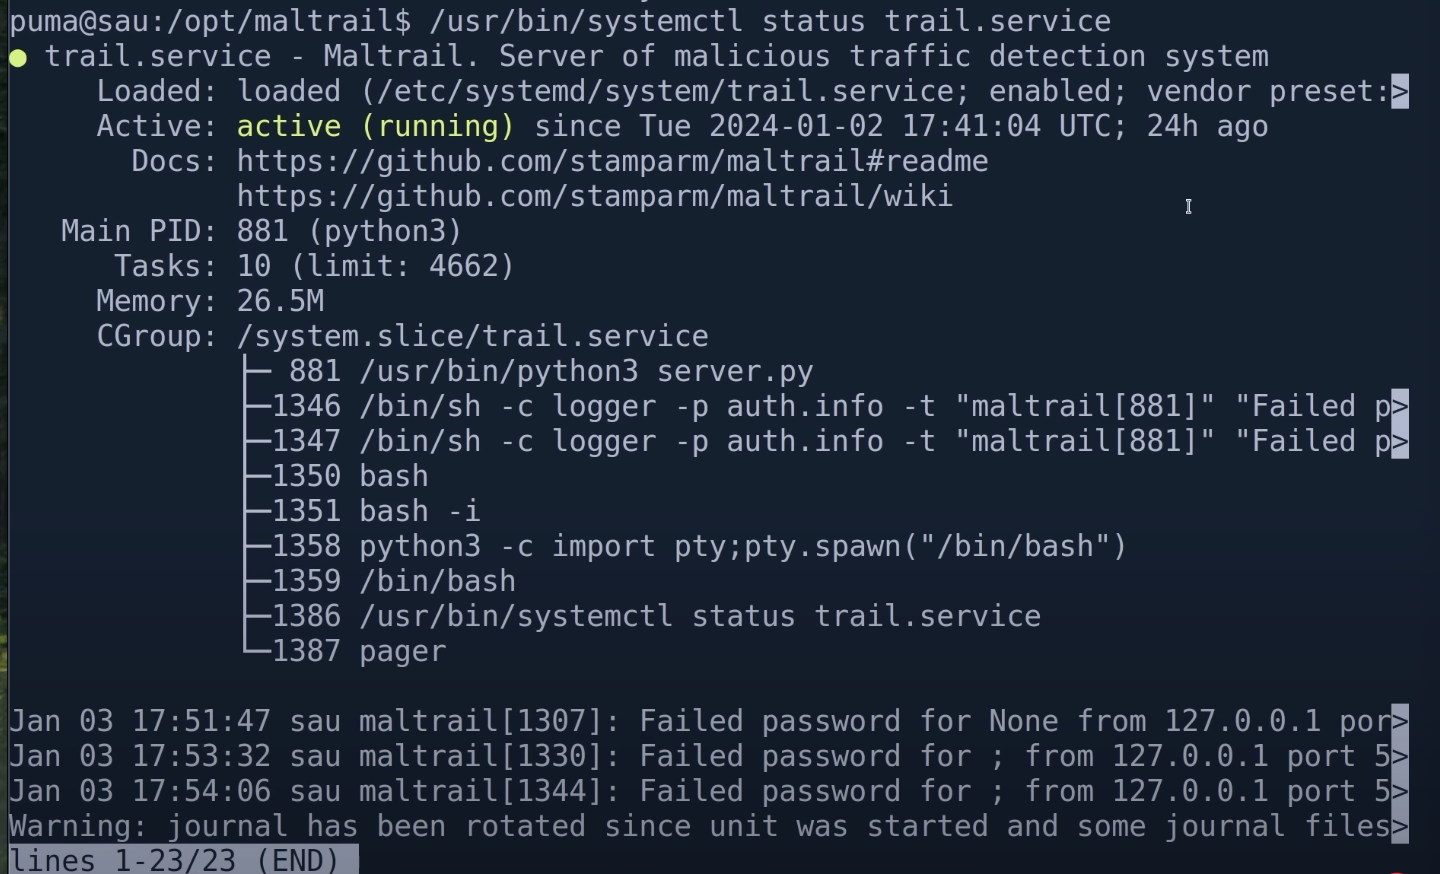 puma@sau:/opt/maltrail$ /usr/bin/systemctl status trail.service
● trail.service - Maltrail. Server of malicious traffic detection system
     Loaded: loaded (/etc/systemd/system/trail.service; enabled; vendor preset:>
     Active: active (running) since Tue 2024-01-02 17:41:04 UTC; 24h ago
       Docs: https://github.com/stamparm/maltrail#readme
             https://github.com/stamparm/maltrail/wiki
   Main PID: 881 (python3)
      Tasks: 10 (limit: 4662)
     Memory: 26.5M
     CGroup: /system.slice/trail.service
             ├─ 881 /usr/bin/python3 server.py
             ├─1346 /bin/sh -c logger -p auth.info -t "maltrail[881]" "Failed p>
             ├─1347 /bin/sh -c logger -p auth.info -t "maltrail[881]" "Failed p>
             ├─1350 bash
             ├─1351 bash -i
             ├─1358 python3 -c import pty;pty.spawn("/bin/bash")
             ├─1359 /bin/bash
             ├─1386 /usr/bin/systemctl status trail.service
             └─1387 pager

Jan 03 17:51:47 sau maltrail[1307]: Failed password for None from 127.0.0.1 por>
Jan 03 17:53:32 sau maltrail[1330]: Failed password for ; from 127.0.0.1 port 5>
Jan 03 17:54:06 sau maltrail[1344]: Failed password for ; from 127.0.0.1 port 5>
Warning: journal has been rotated since unit was started and some journal files>
lines 1-23/23 (END)